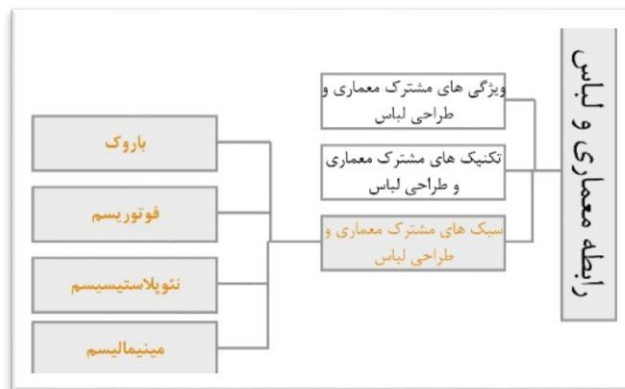 رابطه معماری و لباس
ویژگی های مشترک معماری و
طراحی لباس
تکنیک های مشترک معماری
و طراحی لباس
سبک های مشترک معماری و
طراحی لباس
باروک
فوتوریسم
نئوپلاستیسیسم
مینیمالیسم